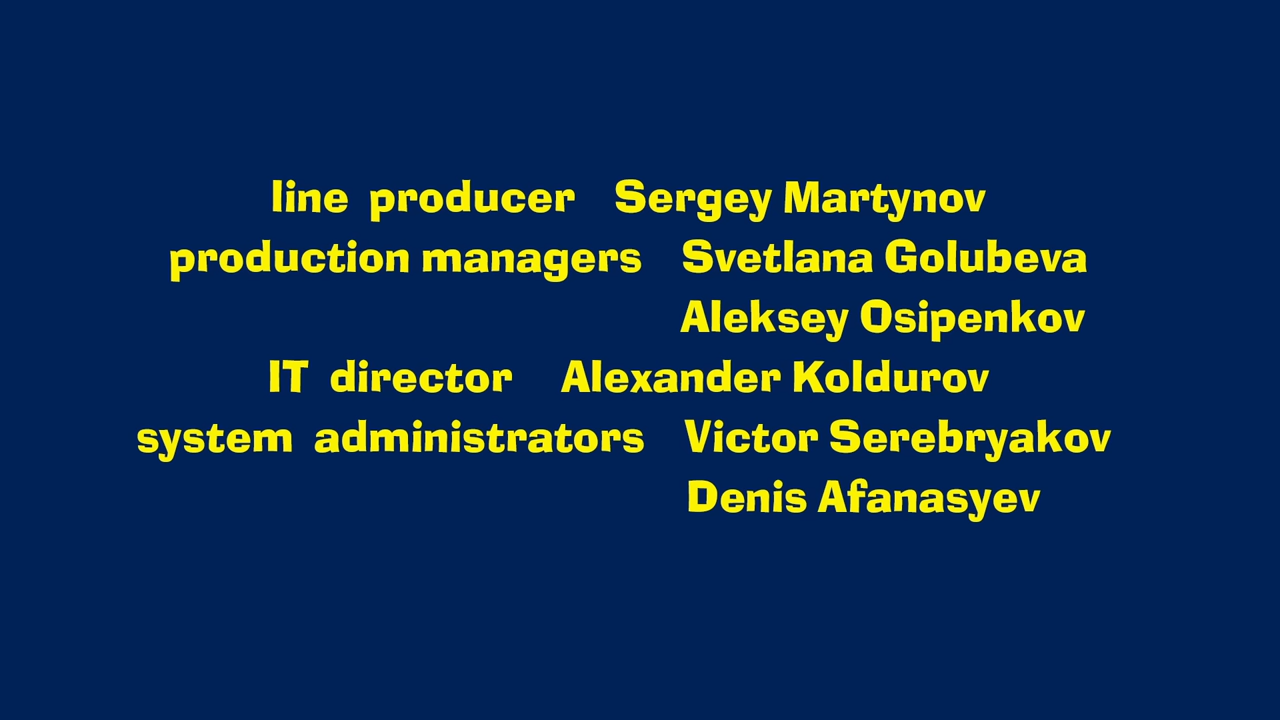 line producer Sergey Martynov
production managers Svetlana Golubeva
Aleksey Osipenkov
IT director Alexander Koldurov
system administrators Victor Serebryakov
Denis Afanasyev